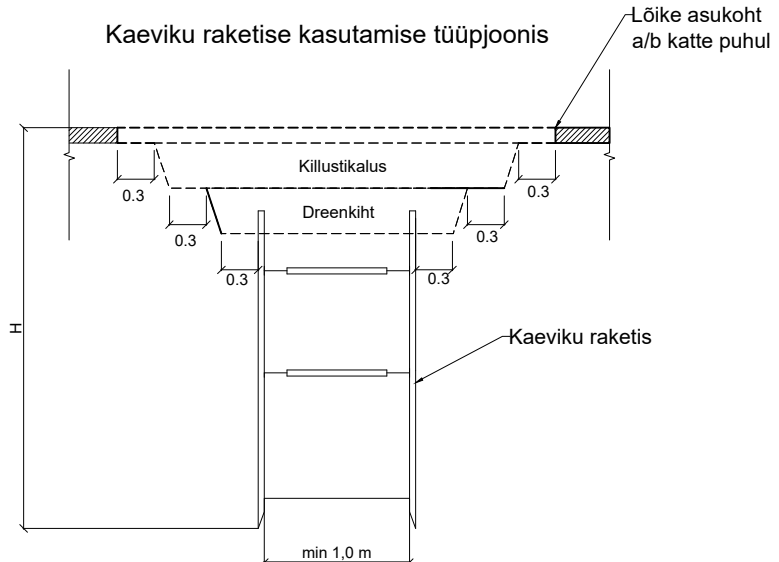 Kaeviku raketise kasutamise tüüpjoonis
Lõike asukoht
a/b katte puhul
Killustikalus
0.3
0.3
Dreenkiht
0.3
0.3
0.3
0.3
H
Kaeviku raketis
min 1,0 m